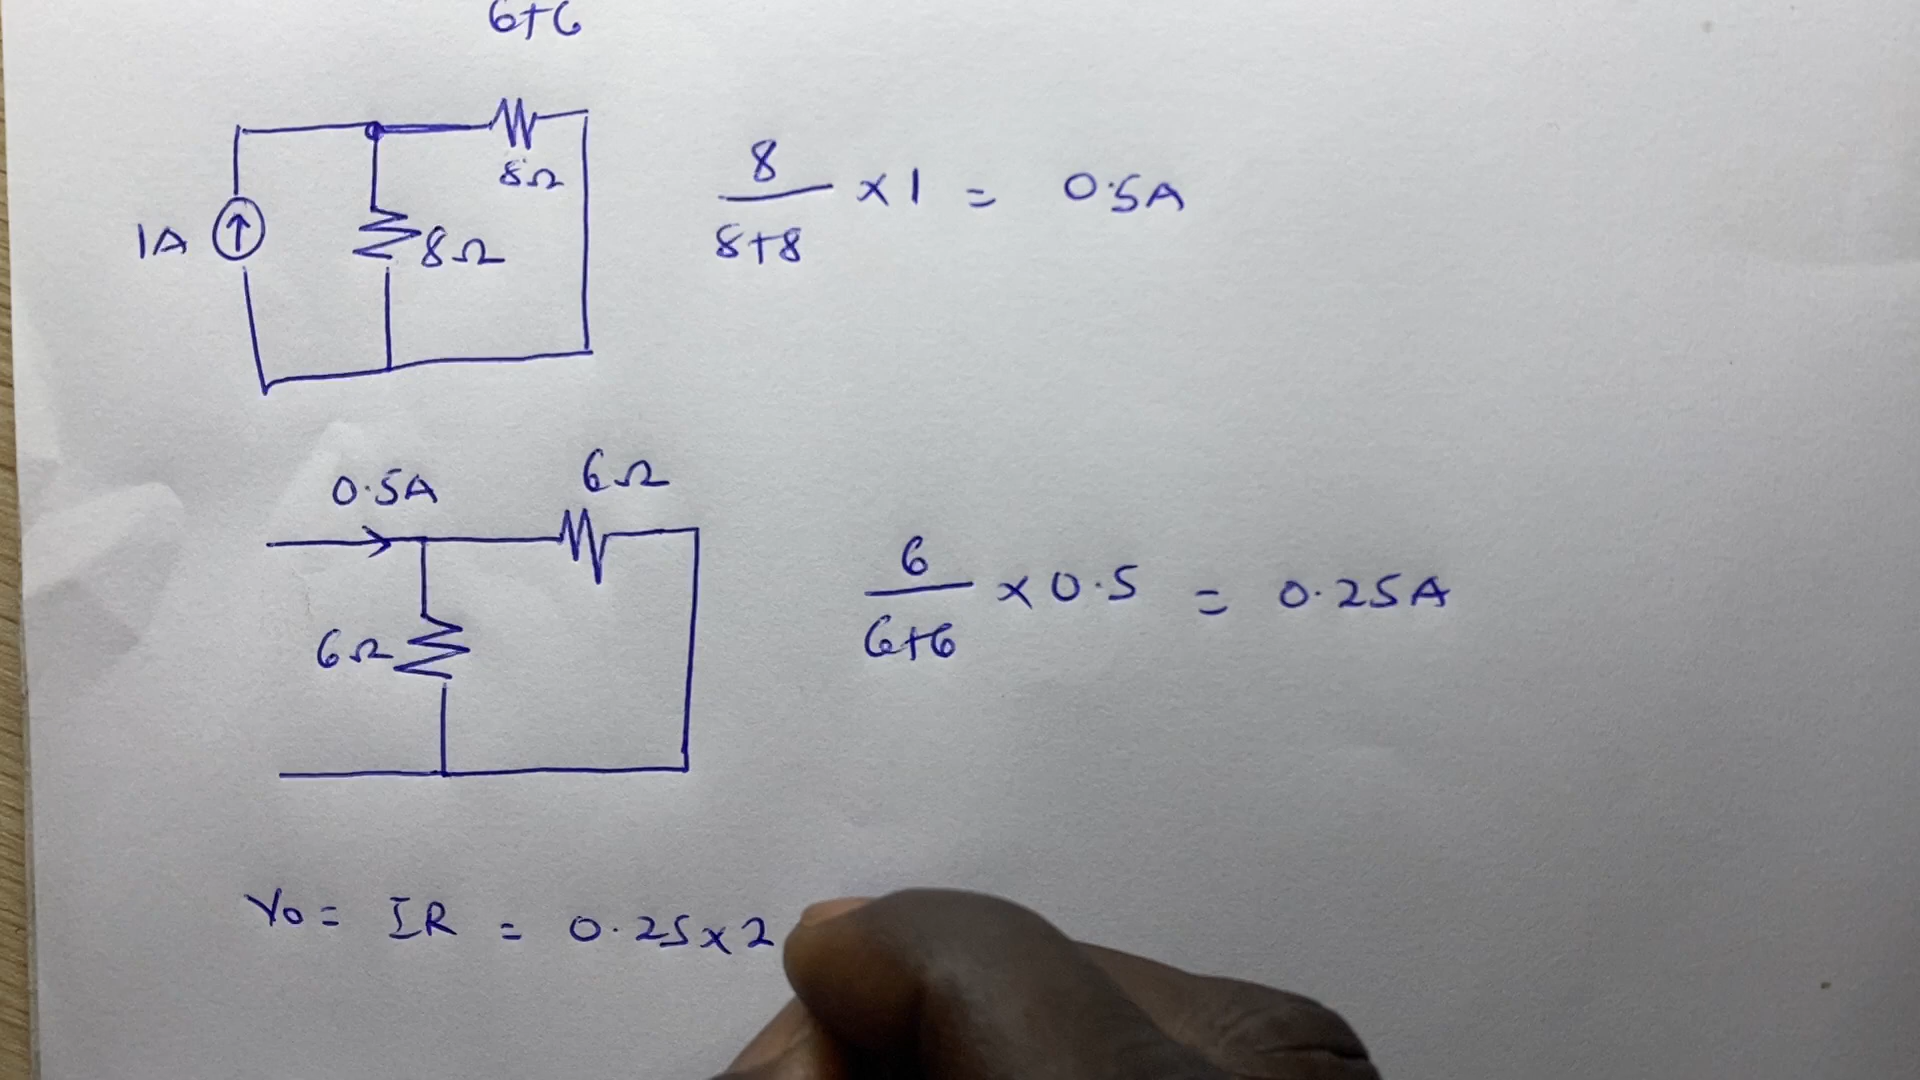 6+6
8Ω
1A
8Ω
8/(8+8) × 1 = 0.5A
0.5A
6Ω
6Ω
6/(6+6) × 0.5 = 0.25A
Vo = IR = 0.25×2